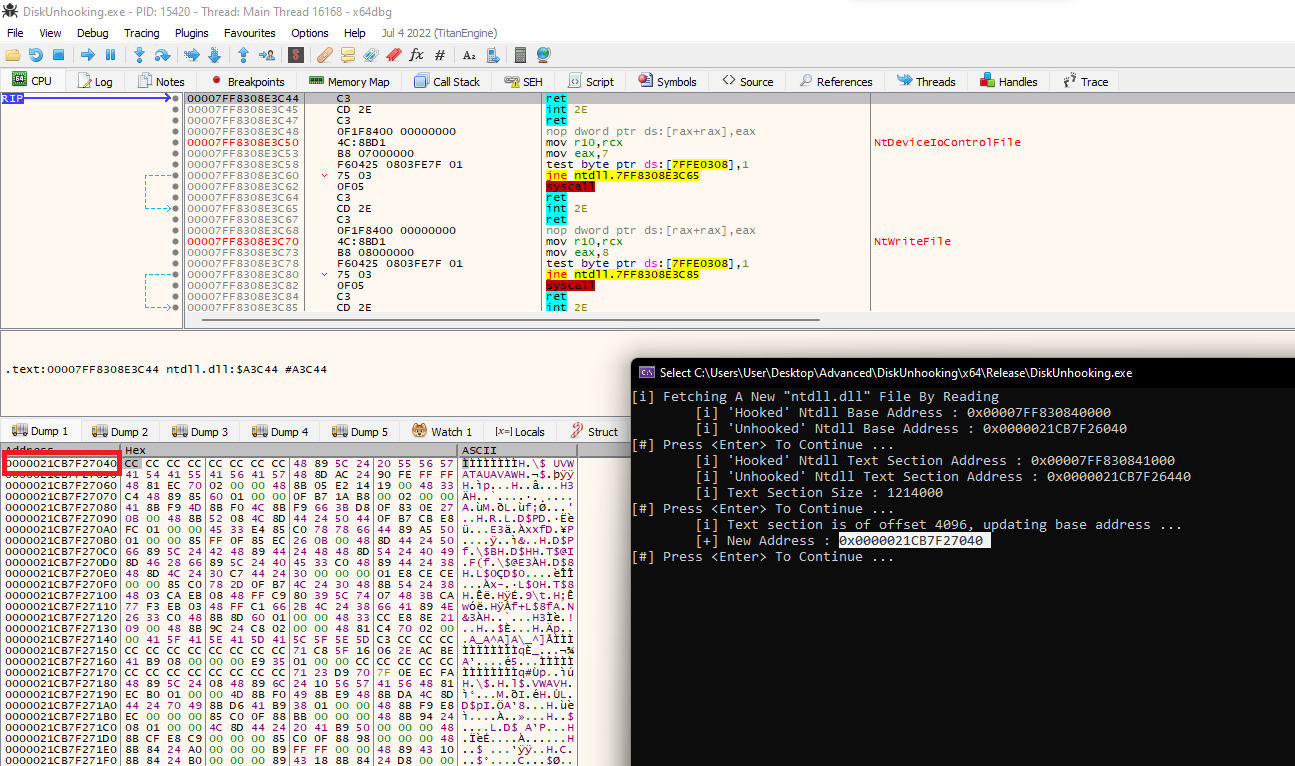 DiskUnhooking.exe - PID: 15420 - Thread: Main Thread 16168 - x64dbg
File View Debug Tracing Plugins Favourites Options Help Jul 4 2022 (TitanEngine)
CPU Log Notes Breakpoints Memory Map Call Stack SEH Script Symbols Source References Threads Handles Trace
RIP 00007FF8308E3C44 C3 ret
00007FF8308E3C45 CD 2E int 2E
00007FF8308E3C47 C3 ret
00007FF8308E3C48 0F1F8400 00000000 nop dword ptr ds:[rax+rax],eax
00007FF8308E3C50 4C:8BD1 mov r10,rcx NtDeviceIoControlFile
00007FF8308E3C53 B8 07000000 mov eax,7
00007FF8308E3C58 F60425 0803FE7F 01 test byte ptr ds:[7FFE0308],1
00007FF8308E3C60 75 03 jne ntdll.7FF8308E3C65
00007FF8308E3C62 0F05 syscall
00007FF8308E3C64 C3 ret
00007FF8308E3C65 CD 2E int 2E
00007FF8308E3C67 C3 ret
00007FF8308E3C68 0F1F8400 00000000 nop dword ptr ds:[rax+rax],eax
00007FF8308E3C70 4C:8BD1 mov r10,rcx NtWriteFile
00007FF8308E3C73 B8 08000000 mov eax,8
00007FF8308E3C78 F60425 0803FE7F 01 test byte ptr ds:[7FFE0308],1
00007FF8308E3C80 75 03 jne ntdll.7FF8308E3C85
00007FF8308E3C82 0F05 syscall
00007FF8308E3C84 C3 ret
00007FF8308E3C85 CD 2E int 2E
.text:00007FF8308E3C44 ntdll.dll:$A3C44 #A3C44
Dump 1 Dump 2 Dump 3 Dump 4 Dump 5 Watch 1 [x=] Locals Struct
Address Hex ASCII
0000021CB7F27040 CC CC CC CC CC CC CC CC 48 89 5C 24 20 55 56 57
41 54 41 55 41 56 41 57 48 8D AC 24 90 FE FF FF
0000021CB7F27060 48 81 EC 70 02 00 00 48 8B 05 E2 14 19 00 48 33
0000021CB7F27070 C4 48 89 85 60 01 00 00 0F B7 1A B8 00 02 00 00
0000021CB7F27080 41 8B F9 4D 8B F0 4C 8B F9 66 3B D8 0F 83 0E 27
0000021CB7F27090 0B 00 48 8B 52 08 4C 8D 44 24 50 44 0F B7 CB E8
0000021CB7F270A0 FC 01 00 00 45 33 E4 85 C0 78 78 66 44 89 A5 50
0000021CB7F270B0 01 00 00 85 FF 0F 85 EC 26 0B 00 48 8D 44 24 50
0000021CB7F270C0 66 89 5C 24 42 48 89 44 24 48 48 8D 54 24 40 49
0000021CB7F270D0 8D 46 28 66 89 5C 24 40 45 33 C0 48 89 44 24 38
0000021CB7F270E0 48 8D 4C 24 30 C7 44 24 30 00 00 00 01 E8 CE CE
0000021CB7F270F0 00 00 85 C0 78 2D 0F B7 4C 24 30 48 8B 54 24 38
0000021CB7F27100 48 03 CA EB 08 48 FF C9 80 39 5C 74 07 48 3B CA
0000021CB7F27110 77 F3 EB 03 48 FF C1 66 2B 4C 24 38 66 41 89 4E
0000021CB7F27120 26 33 C0 48 8B 8D 60 01 00 00 48 33 CC E8 8E 21
0000021CB7F27130 09 00 48 8B 9C 24 C8 02 00 00 48 81 C4 70 02 00
0000021CB7F27140 00 41 5F 41 5E 41 5D 41 5C 5F 5E 5D C3 CC CC CC
0000021CB7F27150 CC CC CC CC CC CC CC CC 71 C8 5F 16 06 2E AC BE
0000021CB7F27160 41 B9 08 00 00 00 E9 35 01 00 00 CC CC CC CC CC
0000021CB7F27170 CC CC CC CC CC CC CC CC 71 23 D9 70 7F 0E EC FA
0000021CB7F27180 48 89 5C 24 08 48 89 6C 24 10 56 57 41 56 48 81
0000021CB7F27190 EC B0 01 00 00 4D 8B F0 49 8B E9 48 8B DA 4C 8D
0000021CB7F271A0 44 24 70 49 8B D6 41 B9 38 01 00 00 48 8B F9 E8
0000021CB7F271B0 EC 00 00 00 85 C0 0F 88 BB 00 00 00 48 8B 94 24
0000021CB7F271C0 08 01 00 00 4C 8D 44 24 20 41 B9 50 00 00 00 48
0000021CB7F271D0 8B CF E8 C9 00 00 00 85 C0 0F 88 98 00 00 00 48
0000021CB7F271E0 8B 84 24 A0 00 00 00 B9 FF FF 00 00 48 89 43 10
0000021CB7F271F0 8B 84 24 B0 00 00 00 89 43 18 8B 84 24 D8 00 00
Select C:\Users\User\Desktop\Advanced\DiskUnhooking\x64\Release\DiskUnhooking.exe
[i] Fetching A New "ntdll.dll" File By Reading
[i] 'Hooked' Ntdll Base Address : 0x00007FF830840000
[i] 'Unhooked' Ntdll Base Address : 0x0000021CB7F26040
[#] Press <Enter> To Continue ...
[i] 'Hooked' Ntdll Text Section Address : 0x00007FF830841000
[i] 'Unhooked' Ntdll Text Section Address : 0x0000021CB7F26440
[i] Text Section Size : 1214000
[#] Press <Enter> To Continue ...
[i] Text section is of offset 4096, updating base address ...
[+] New Address : 0x0000021CB7F27040
[#] Press <Enter> To Continue ...